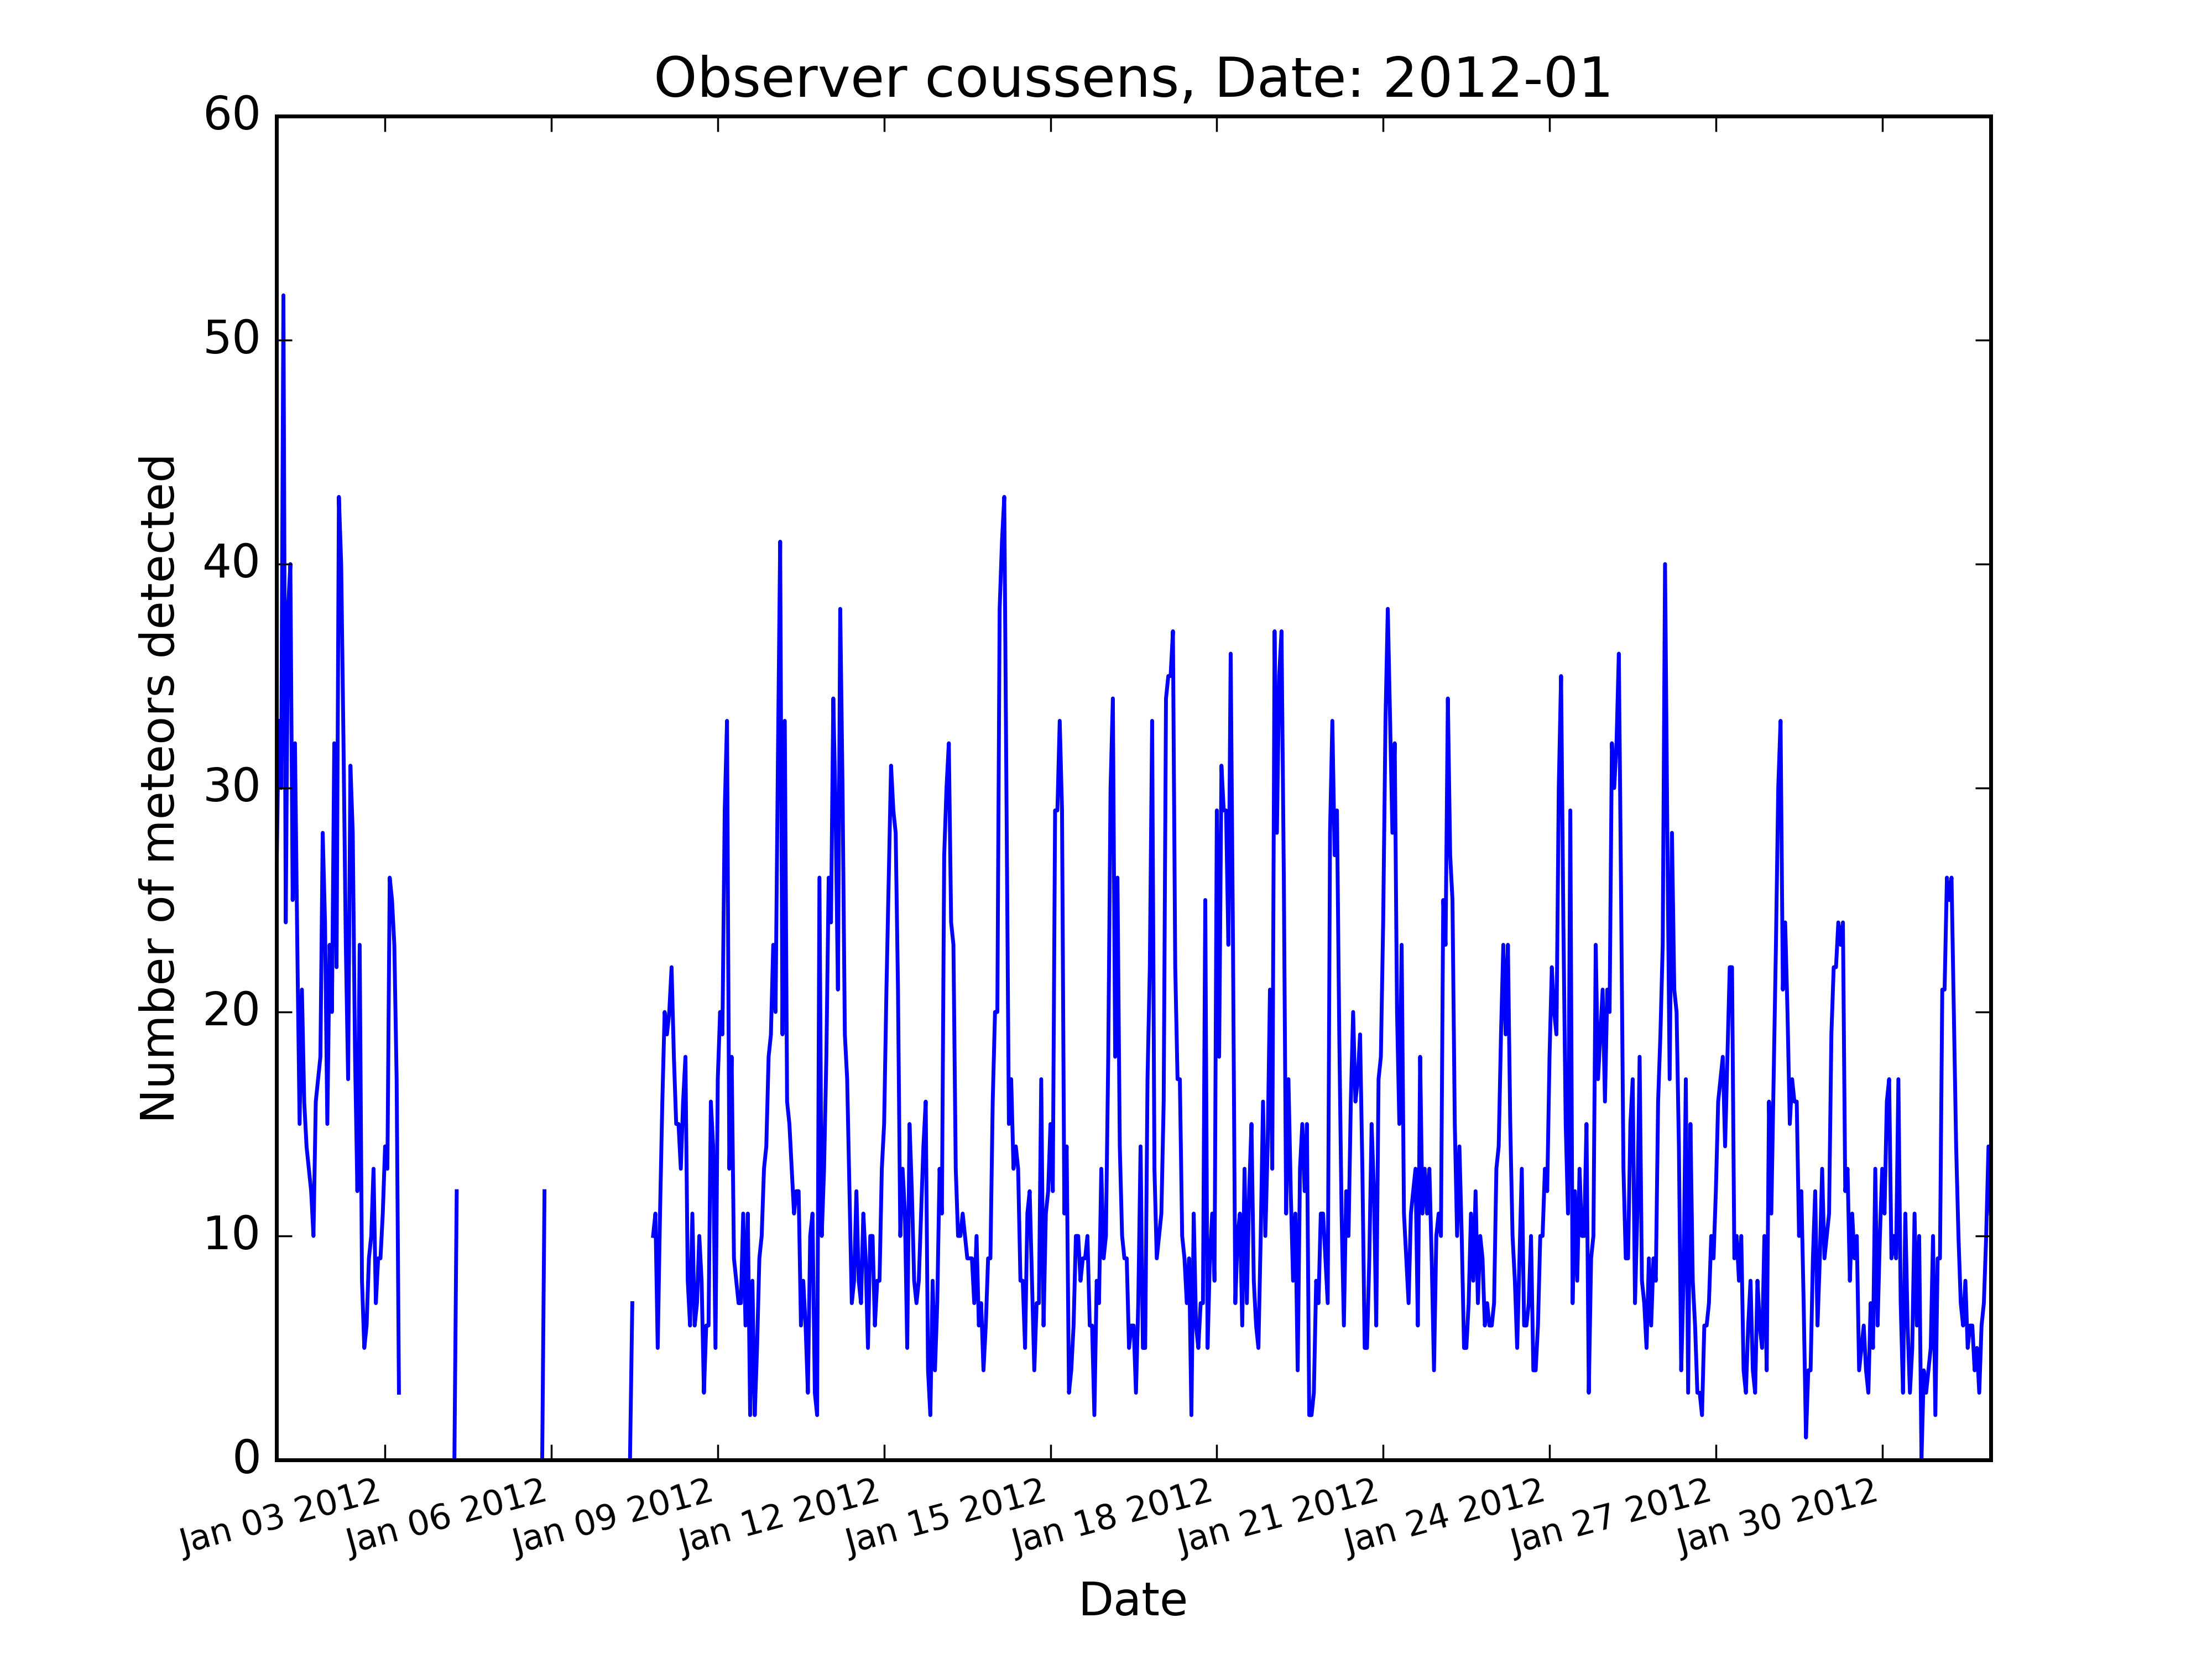 Observer coussens, Date: 2012-01
60
50
40
30
20
10
0
Number of meteors detected
Jan 03 2012
Jan 06 2012
Jan 09 2012
Jan 12 2012
Jan 15 2012
Jan 18 2012
Jan 21 2012
Jan 24 2012
Jan 27 2012
Jan 30 2012
Date